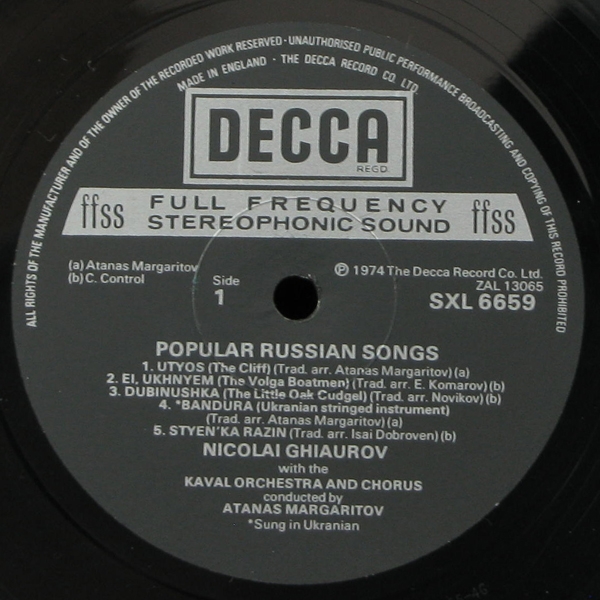 ALL RIGHTS OF THE MANUFACTURER AND OF THE OWNER OF THE RECORDED WORK RESERVED · UNAUTHORISED PUBLIC PERFORMANCE BROADCASTING AND COPYING OF THIS RECORD PROHIBITED
MADE IN ENGLAND · THE DECCA RECORD CO. LTD.
DECCA
REGD.
ffss FULL FREQUENCY ffss
STEREOPHONIC SOUND
(a) Atanas Margaritov
(b) C. Control
Side
1
℗ 1974 The Decca Record Co. Ltd.
ZAL 13065
SXL 6659
POPULAR RUSSIAN SONGS
1. UTYOS (The Cliff) (Trad. arr. Atanas Margaritov) (a)
2. EI, UKHNYEM (The Volga Boatmen) (Trad. arr. E. Komarov) (b)
3. DUBINUSHKA (The Little Oak Cudgel) (Trad. arr. Novikov) (b)
4. *BANDURA (Ukranian stringed instrument)
(Trad. arr. Atanas Margaritov) (a)
5. STYEN'KA RAZIN (Trad. arr. Isai Dobroven) (b)
NICOLAI GHIAUROV
with the
KAVAL ORCHESTRA AND CHORUS
conducted by
ATANAS MARGARITOV
*Sung in Ukranian